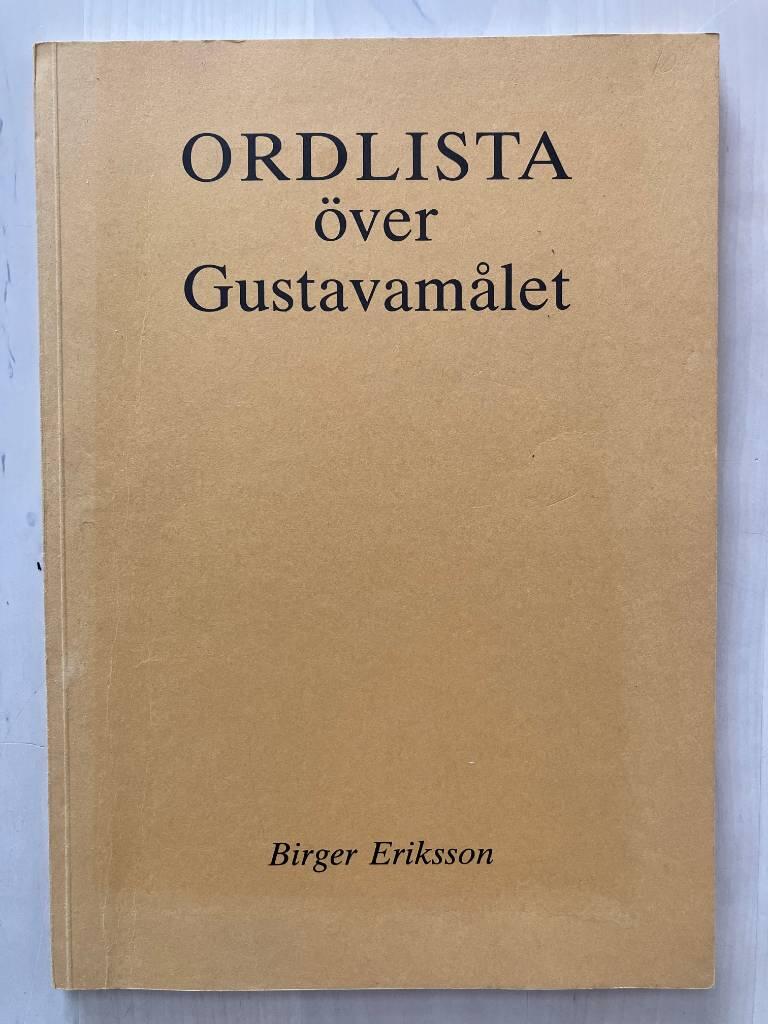 ORDLISTA
över
Gustavamålet
Birger Eriksson